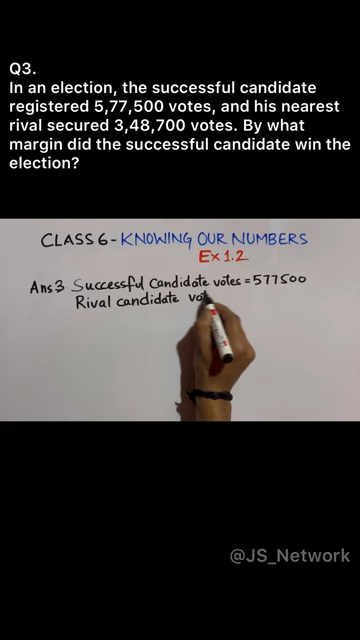 Q3.
In an election, the successful candidate
registered 5,77,500 votes, and his nearest
rival secured 3,48,700 votes. By what
margin did the successful candidate win the
election?
CLASS 6 - KNOWING OUR NUMBERS
Ex 1.2
Ans 3 Successful Candidate votes = 577500
Rival candidate vot
@JS_Network